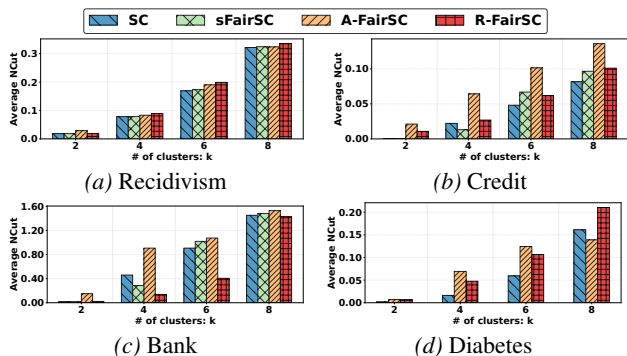 SC sFairSC A-FairSC R-FairSC
Average NCut
0.3
0.2
0.1
0.0
2 4 6 8
# of clusters: k
(a) Recidivism
Average NCut
0.10
0.05
0.00
2 4 6 8
# of clusters: k
(b) Credit
Average NCut
1.60
1.20
0.80
0.40
0.00
2 4 6 8
# of clusters: k
(c) Bank
Average NCut
0.20
0.15
0.10
0.05
0.00
2 4 6 8
# of clusters: k
(d) Diabetes